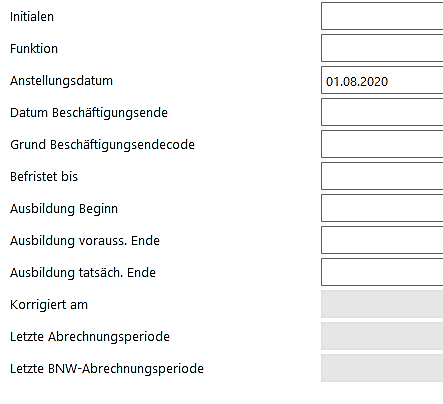 Initialen
Funktion
Anstellungsdatum 01.08.2020
Datum Beschäftigungsende
Grund Beschäftigungsendecode
Befristet bis
Ausbildung Beginn
Ausbildung vorauss. Ende
Ausbildung tatsäch. Ende
Korrigiert am
Letzte Abrechnungsperiode
Letzte BNW-Abrechnungsperiode